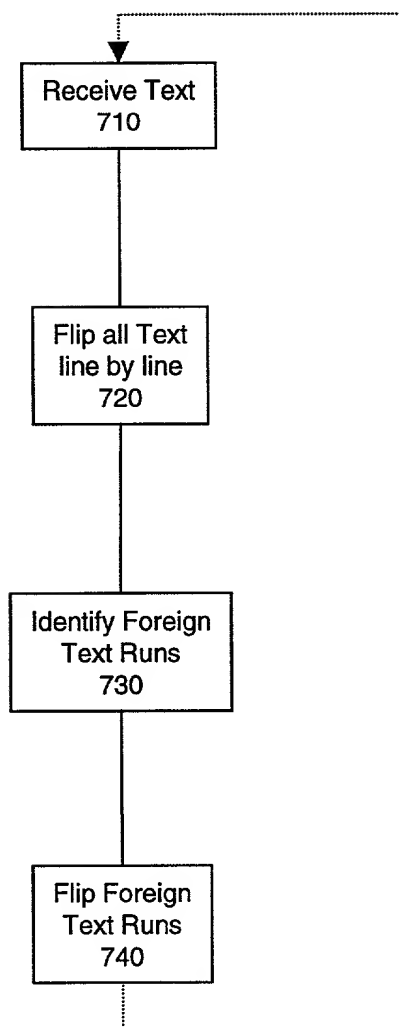 Receive Text
710
Flip all Text
line by line
720
Identify Foreign
Text Runs
730
Flip Foreign
Text Runs
740